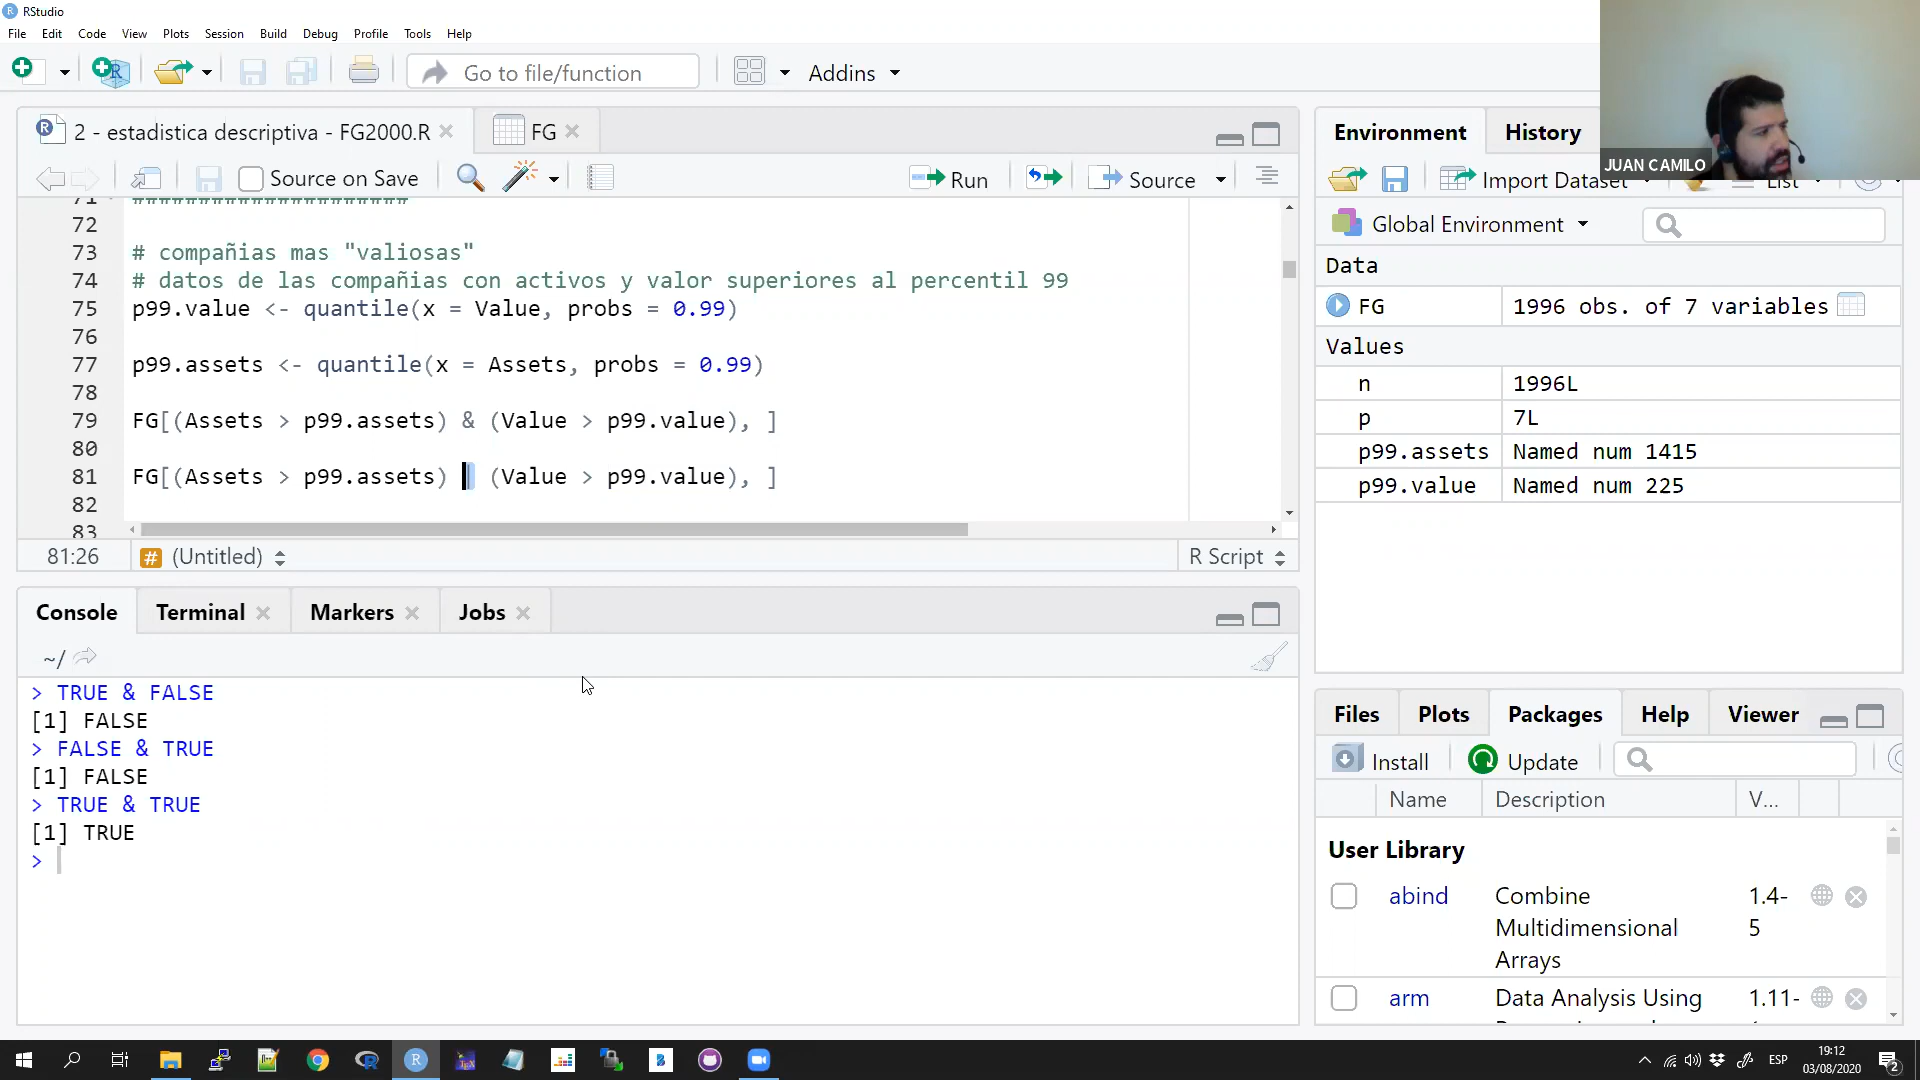 RStudio
File Edit Code View Plots Session Build Debug Profile Tools Help
Go to file/function Addins
2 - estadistica descriptiva - FG2000.R FG
Source on Save Run Source
71 #####################
72
73 # compañias mas "valiosas"
74 # datos de las compañias con activos y valor superiores al percentil 99
75 p99.value <- quantile(x = Value, probs = 0.99)
76
77 p99.assets <- quantile(x = Assets, probs = 0.99)
78
79 FG[(Assets > p99.assets) & (Value > p99.value), ]
80
81 FG[(Assets > p99.assets) | (Value > p99.value), ]
82
83
81:26 # (Untitled) R Script
Console Terminal Markers Jobs
~/
> TRUE & FALSE
[1] FALSE
> FALSE & TRUE
[1] FALSE
> TRUE & TRUE
[1] TRUE
>
Environment History
JUAN CAMILO
Import Dataset List
Global Environment
Data
FG 1996 obs. of 7 variables
Values
n 1996L
p 7L
p99.assets Named num 1415
p99.value Named num 225
Files Plots Packages Help Viewer
Install Update
Name Description V...
User Library
abind Combine Multidimensional Arrays 1.4-5
arm Data Analysis Using 1.11-
ESP
19:12
03/08/2020
2